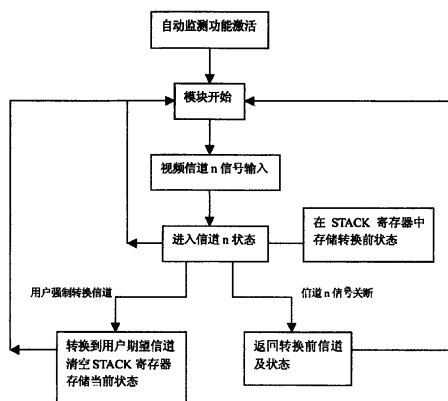 自动监测功能激活
模块开始
视频信道 n 信号输入
进入信道 n 状态
在 STACK 寄存器中
存储转换前状态
用户强制转换信道
信道 n 信号关断
转换到用户期望信道
清空 STACK 寄存器
存储当前状态
返回转换前信道
及状态